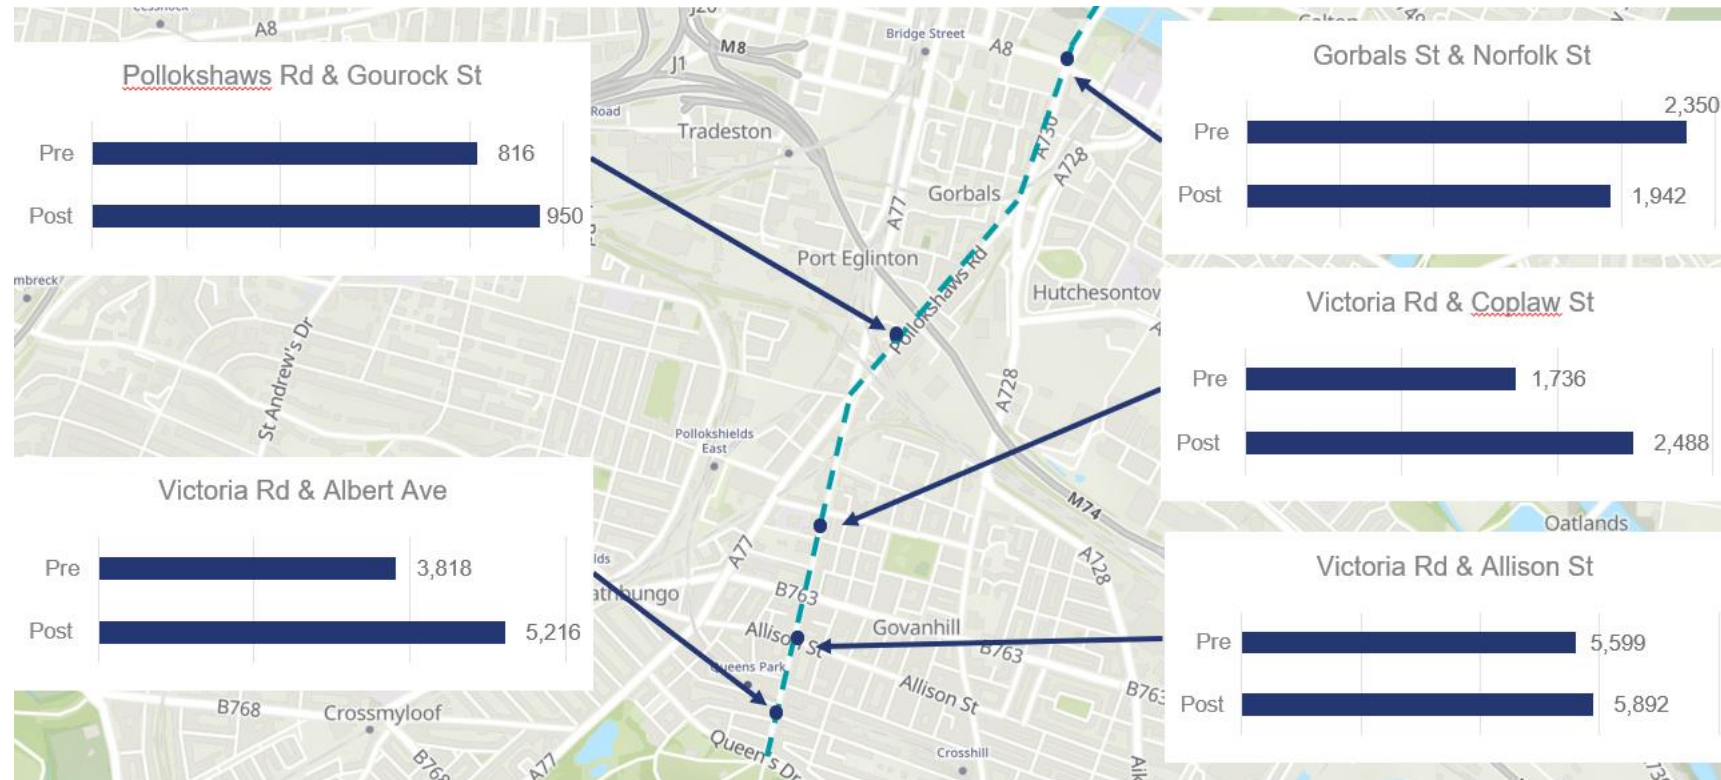 Pollokshaws Rd & Gourock St
Pre
816
Post
950
Victoria Rd & Albert Ave
Pre
3,818
Post
5,216
Gorbals St & Norfolk St
Pre
2,350
Post
1,942
Victoria Rd & Coplaw St
Pre
1,736
Post
2,488
Victoria Rd & Allison St
Pre
5,599
Post
5,892
A8
M8
J1
Bridge Street
A8
Road
Tradeston
A730
A728
Gorbals
A77
Port Eglinton
Pollokshaws Rd
St Andrew's Dr
A728
Pollokshields
East
M74
Oatlands
A77
A728
B763
Govanhill
Allison St
B763
Queens Park
Allison St
B763
B768
Crossmyloof
Queen's Dr
Crosshill
B768
A77